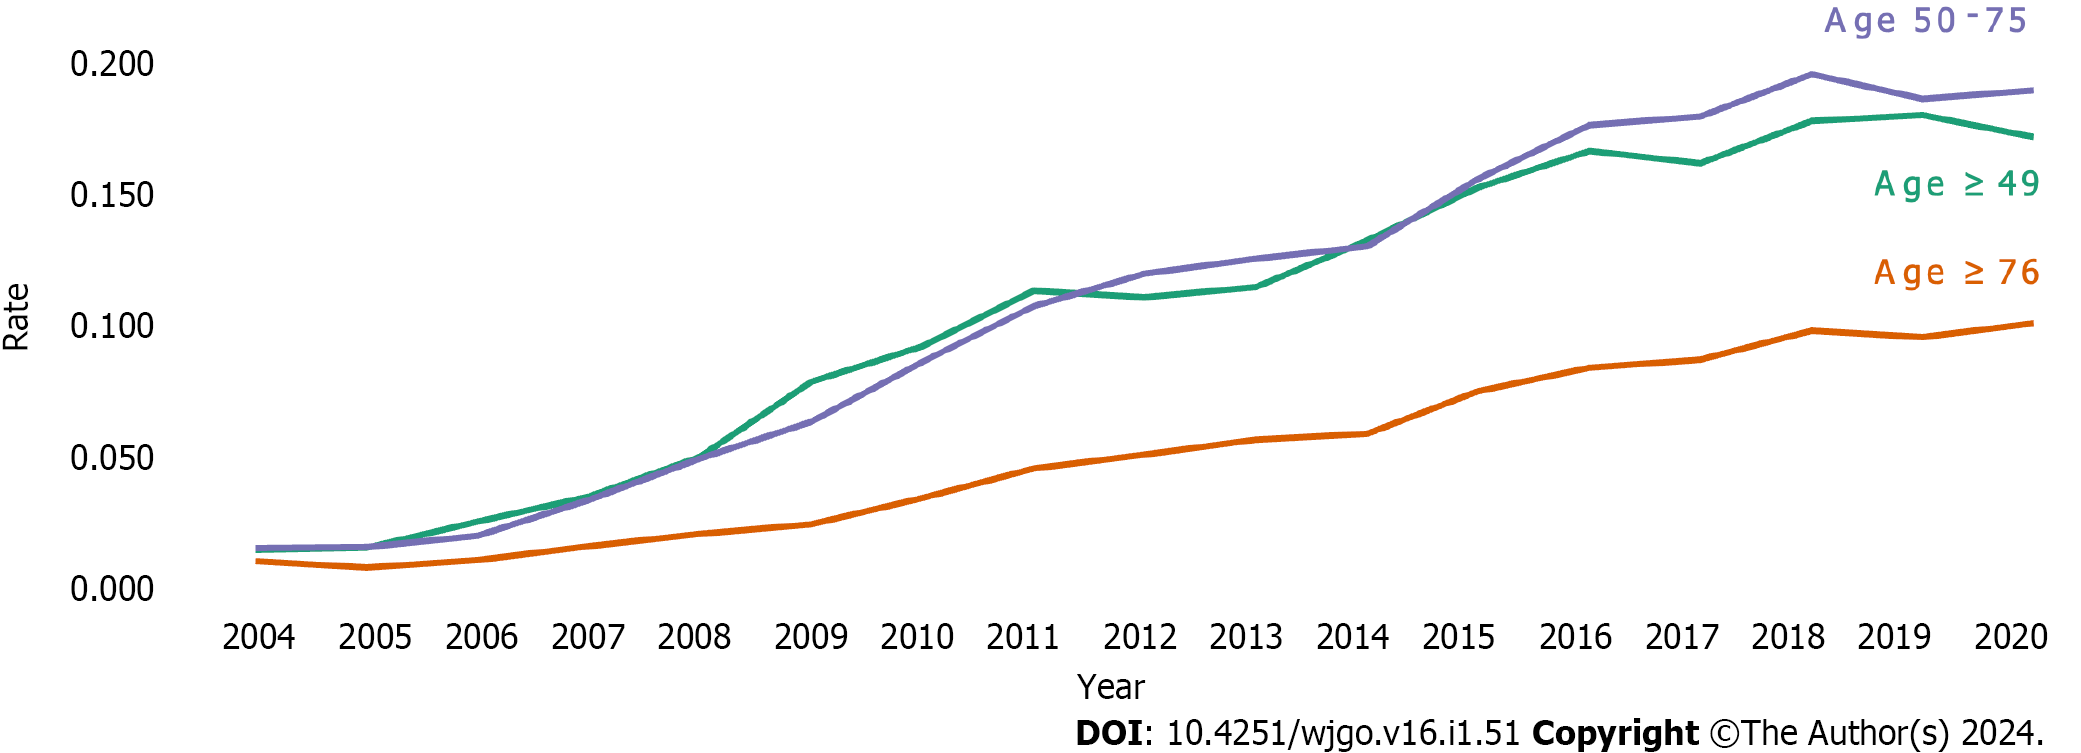 Age 50-75
0.200
0.150
Age ≥ 49
Age ≥ 76
0.100
Rate
0.050
0.000
2004 2005 2006 2007 2008 2009 2010 2011 2012 2013 2014 2015 2016 2017 2018 2019 2020
Year
DOI: 10.4251/wjgo.v16.i1.51 Copyright ©The Author(s) 2024.